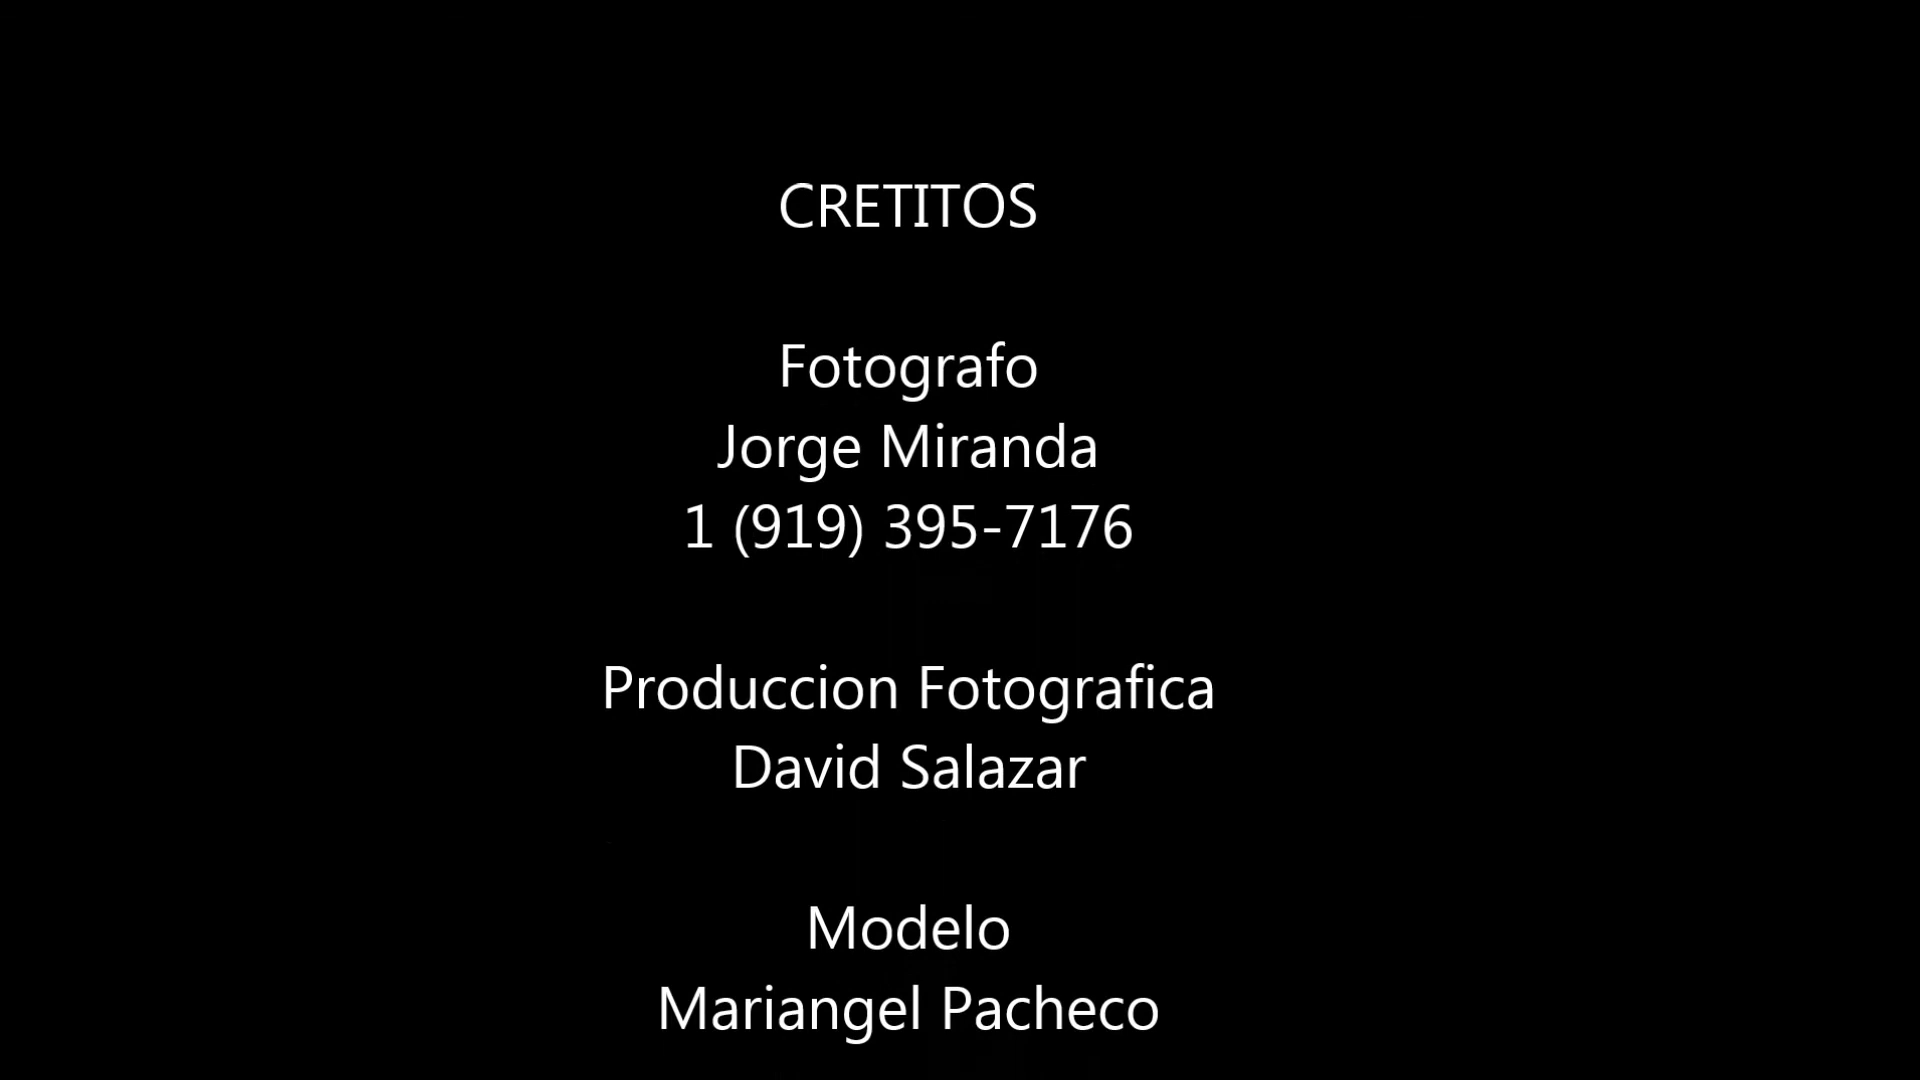 CRETITOS
Fotografo
Jorge Miranda
1 (919) 395-7176
Produccion Fotografica
David Salazar
Modelo
Mariangel Pacheco